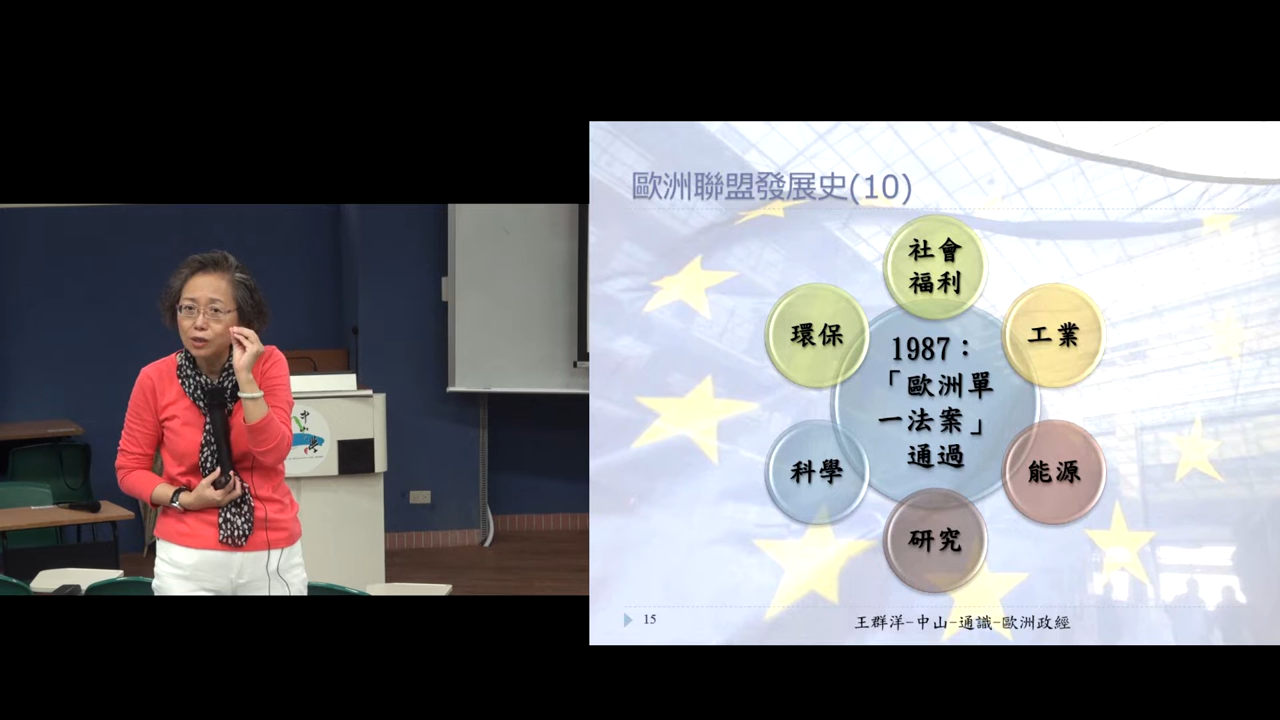 中山
歐洲聯盟發展史(10)
社會
福利
環保
工業
1987：
「歐洲單
一法案」
通過
科學
能源
研究
15
王群洋-中山-通識-歐洲政經